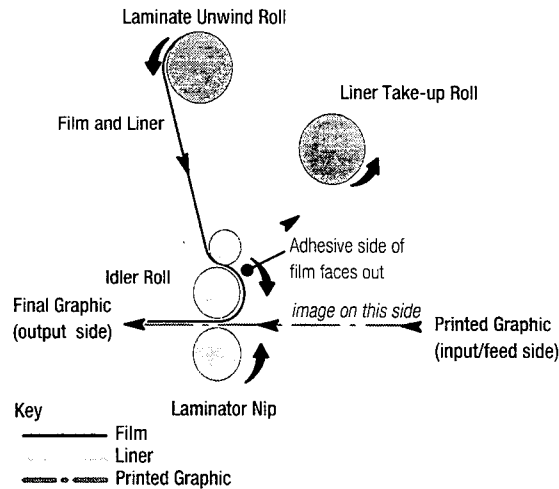 Laminate Unwind Roll
Liner Take-up Roll
Film and Liner
Adhesive side of
film faces out
Idler Roll
Final Graphic
(output side)
image on this side
Printed Graphic
(input/feed side)
Laminator Nip
Key
Film
Liner
Printed Graphic